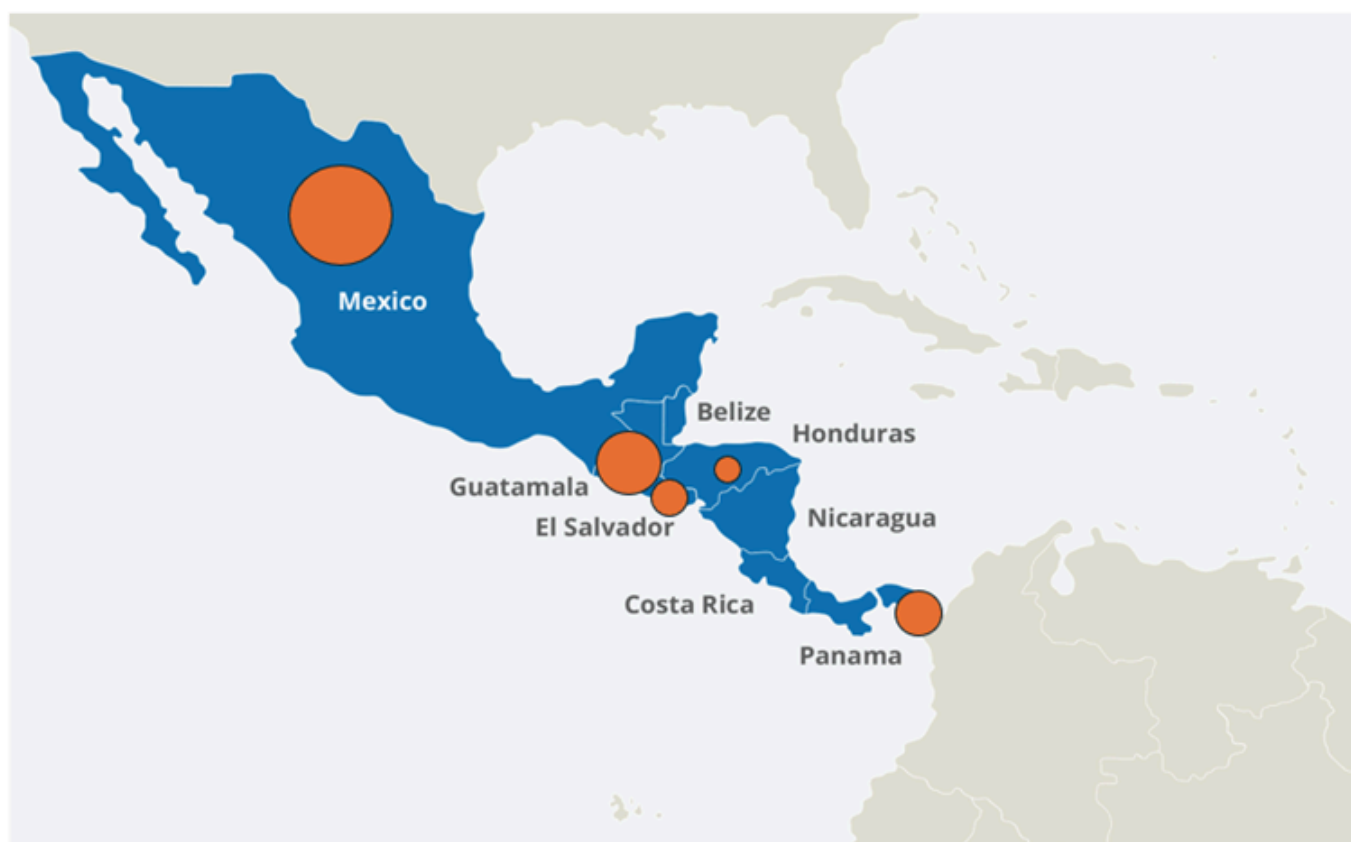 Mexico
Belize
Honduras
Guatamala
Nicaragua
El Salvador
Costa Rica
Panama